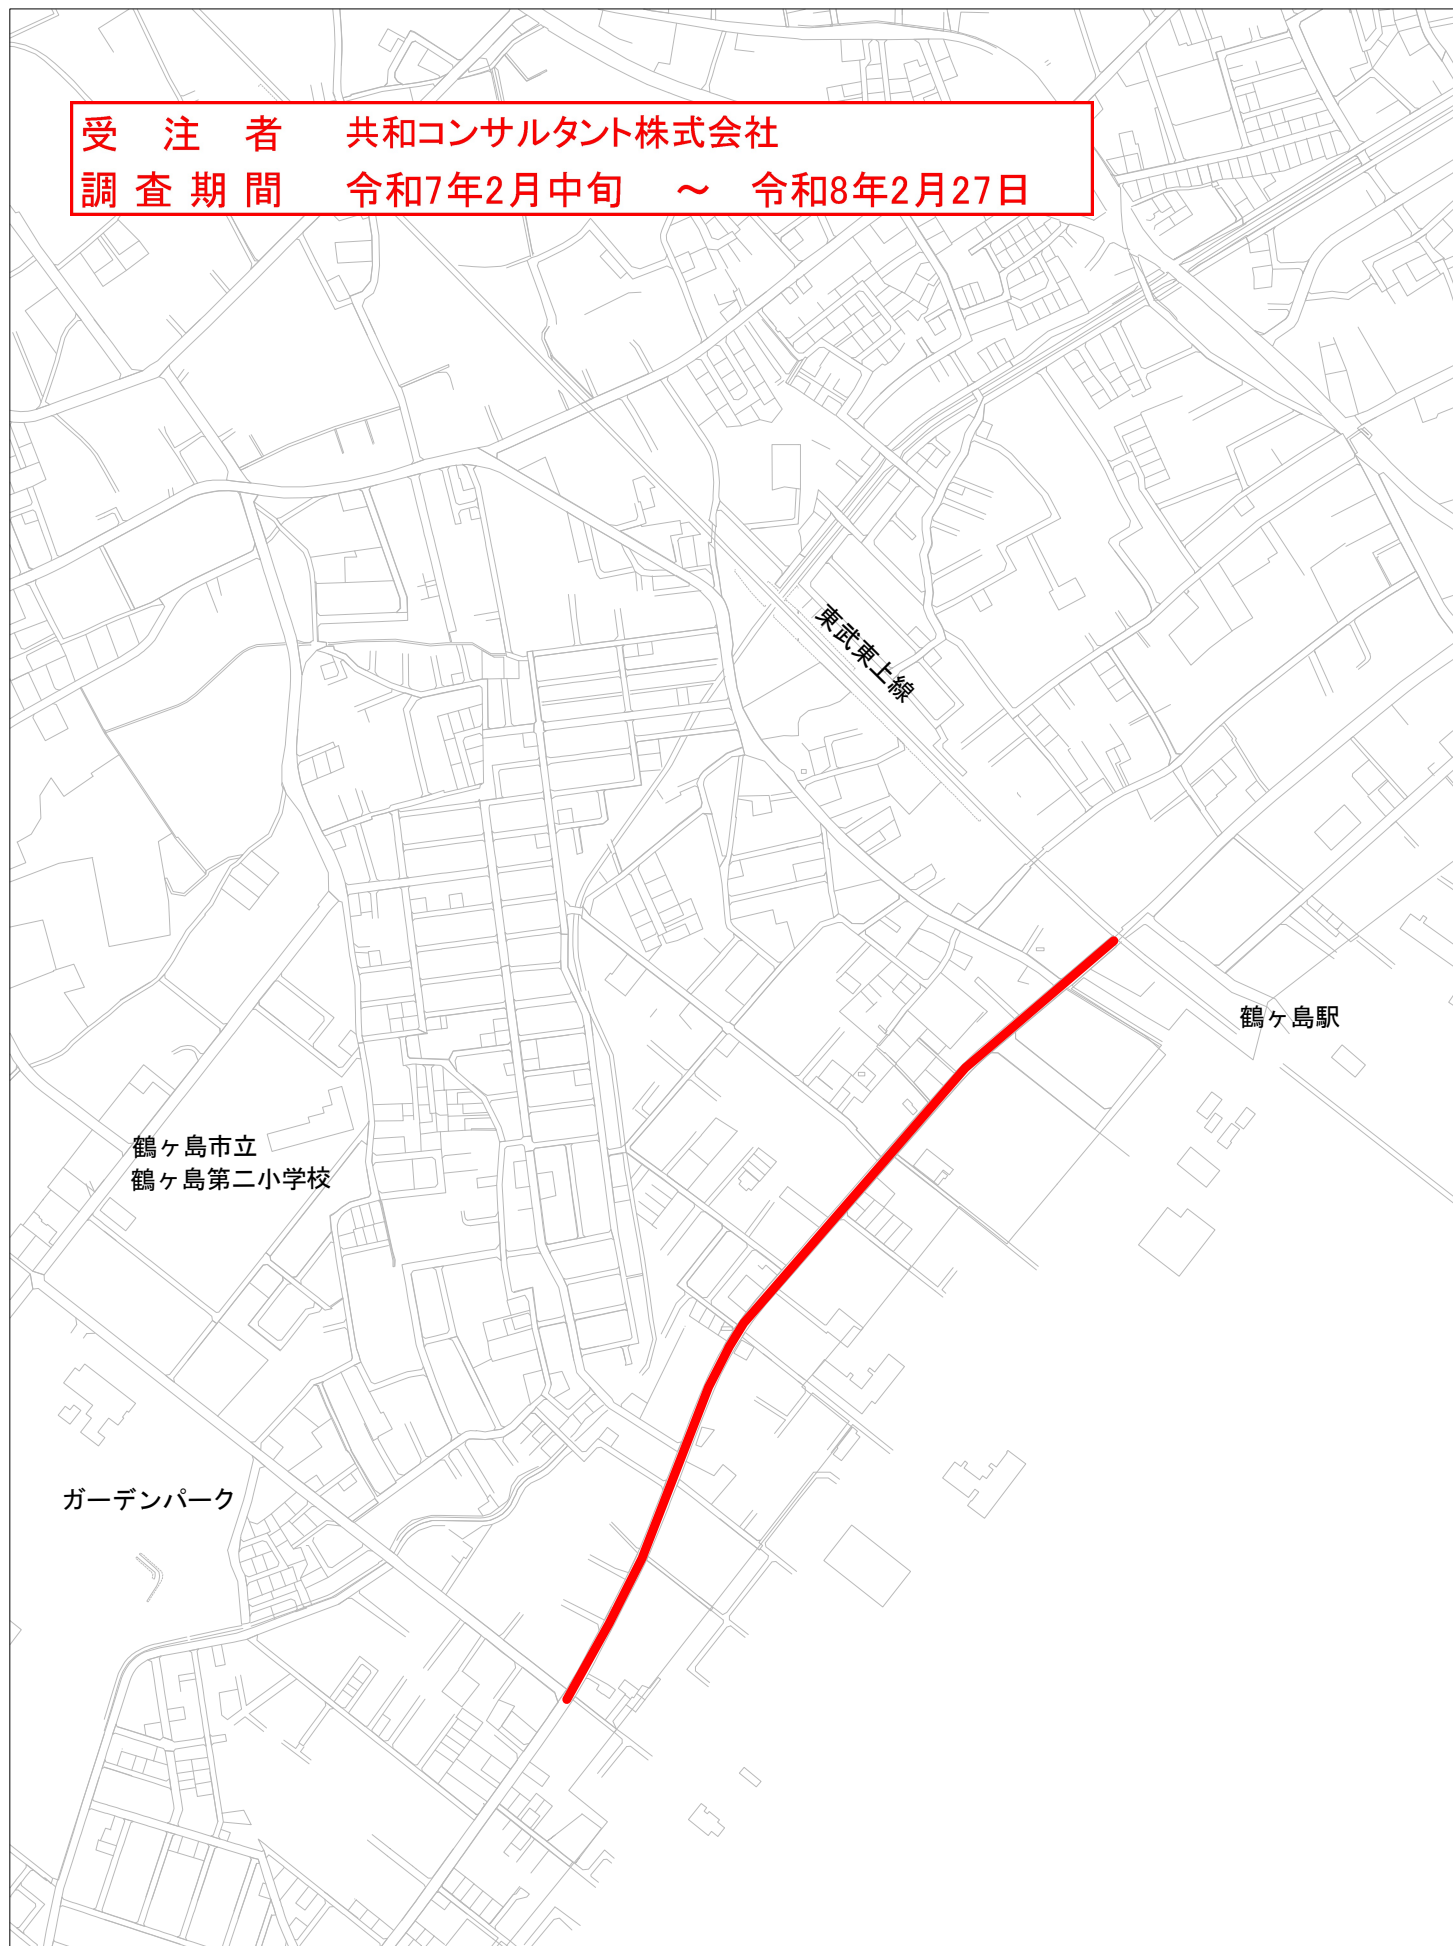 受注者 共和コンサルタント株式会社
調査期間 令和7年2月中旬 ～ 令和8年2月27日
東武東上線
鶴ヶ島駅
鶴ヶ島市立
鶴ヶ島第二小学校
ガーデンパーク